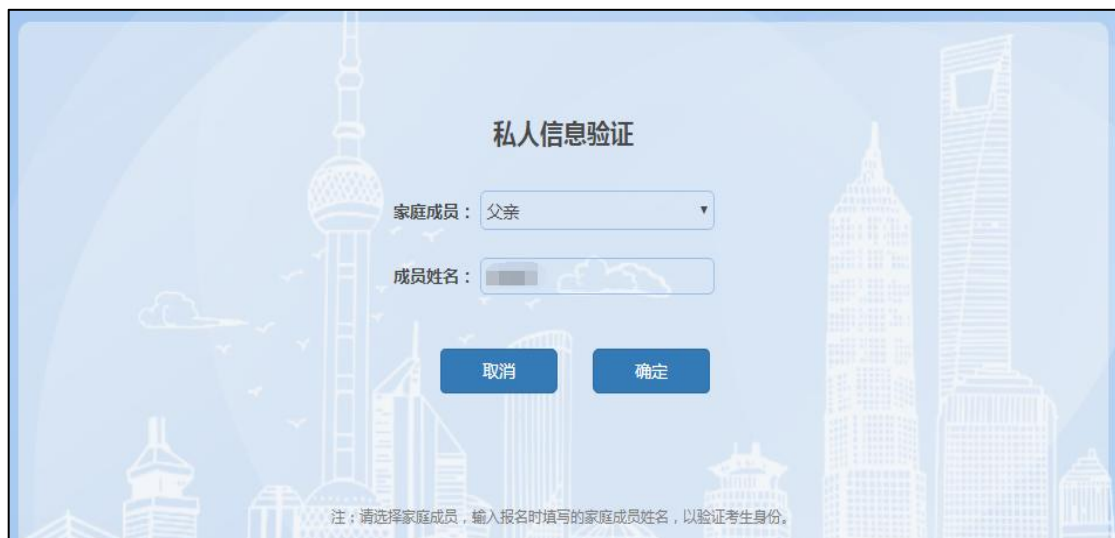 私人信息验证
家庭成员：父亲
成员姓名：
取消 确定
注：请选择家庭成员，输入报名时填写的家庭成员姓名，以验证考生身份。